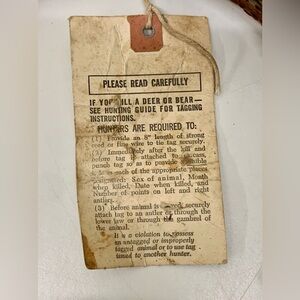 PLEASE READ CAREFULLY
IF YOU KILL A DEER OR BEAR—
SEE HUNTING GUIDE FOR TAGGING
INSTRUCTIONS.
HUNTERS ARE REQUIRED TO:
(1) Provide an 8" length of strong
cord or fine wire to tie tag securely.
(2) Immediately after the kill and
before tag is attached to carcass,
punch tag so as to provide
in each of the appropriate places
designated: Sex of animal, Month
when killed, Date when killed, and
Number of points on left and right
antlers.
(3) Before animal is moved, securely
attach tag to an antler or through the
lower jaw or through the gambrel of
the animal.
It is a violation to possess
an untagged or improperly
tagged animal or to use tag
issued to another hunter.